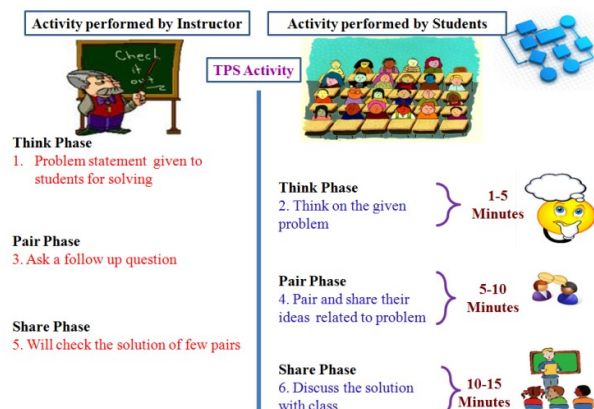 Activity performed by Instructor
Activity performed by Students
Check
it
TPS Activity
Think Phase
1. Problem statement given to
students for solving
Think Phase
2. Think on the given
problem
1-5
Minutes
Pair Phase
3. Ask a follow up question
Pair Phase
4. Pair and share their
ideas related to problem
5-10
Minutes
Share Phase
5. Will check the solution of few pairs
Share Phase
6. Discuss the solution
with class
10-15
Minutes